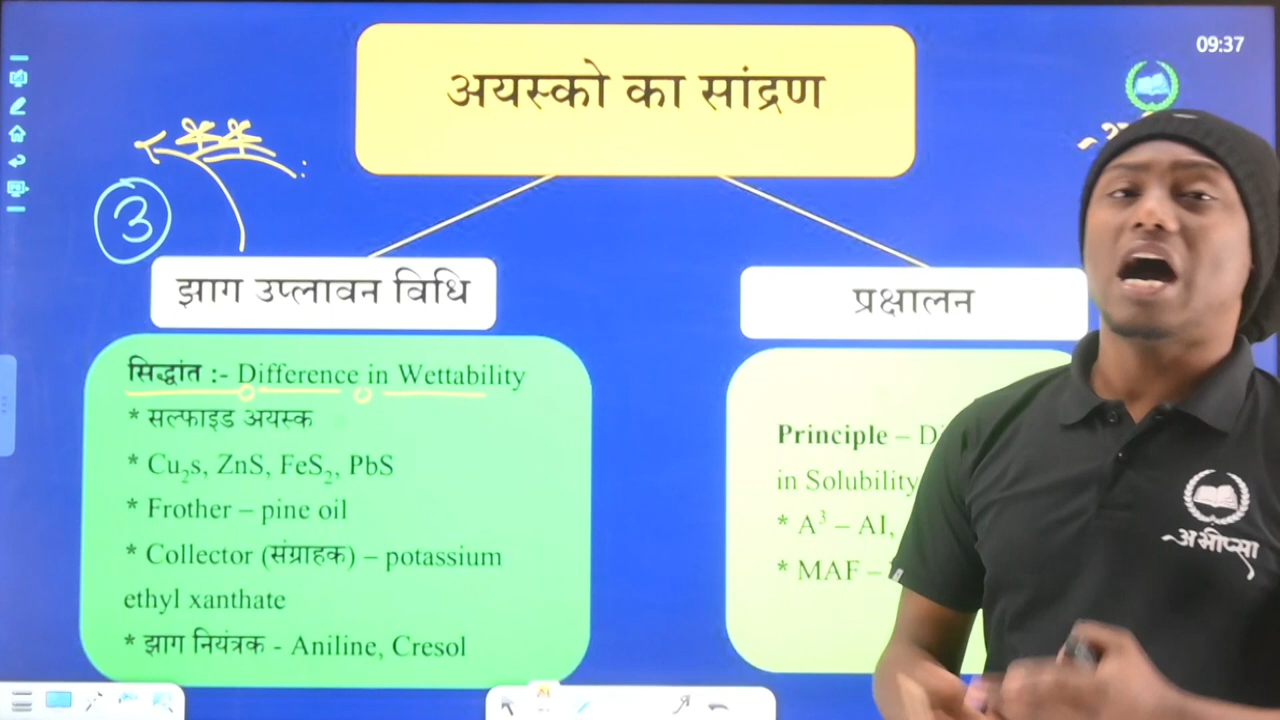 09:37
अयस्को का सांद्रण
3
झाग उप्लावन विधि
प्रक्षालन
सिद्धांत :- Difference in Wettability
* सल्फाइड अयस्क
* Cu₂s, ZnS, FeS₂, PbS
* Frother – pine oil
* Collector (संग्राहक) – potassium
ethyl xanthate
* झाग नियंत्रक - Aniline, Cresol
Principle –
in Solubility
* A³ – Al,
* MAF –
अभीप्सा